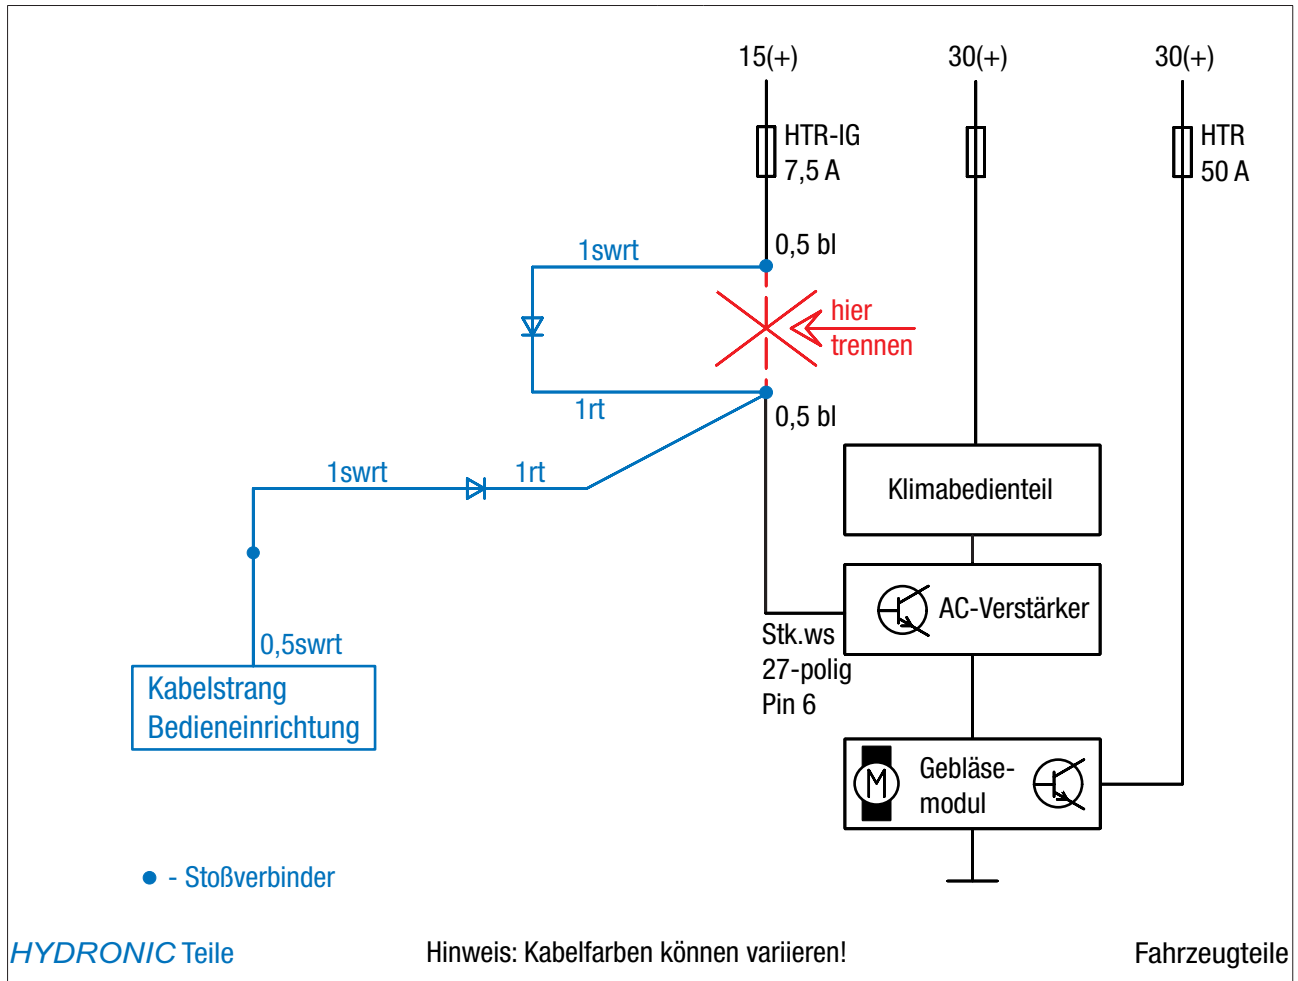 15(+)
30(+)
30(+)
HTR-IG
7,5 A
HTR
50 A
0,5 bl
1swrt
hier
trennen
1rt
0,5 bl
1swrt
1rt
Klimabedienteil
AC-Verstärker
Stk.ws
27-polig
Pin 6
0,5swrt
Kabelstrang
Bedieneinrichtung
M
Gebläse-
modul
- Stoßverbinder
HYDRONIC Teile
Hinweis: Kabelfarben können variieren!
Fahrzeugteile